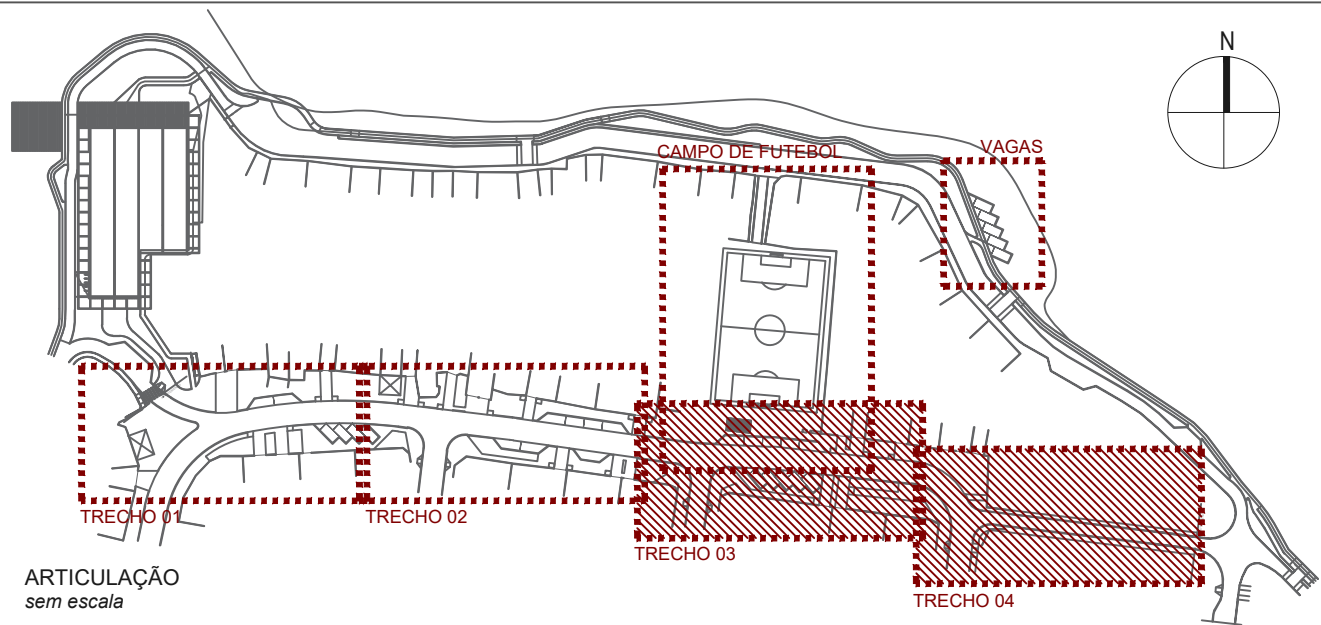 N
CAMPO DE FUTEBOL
VAGAS
TRECHO 01
TRECHO 02
TRECHO 03
TRECHO 04
ARTICULAÇÃO
sem escala